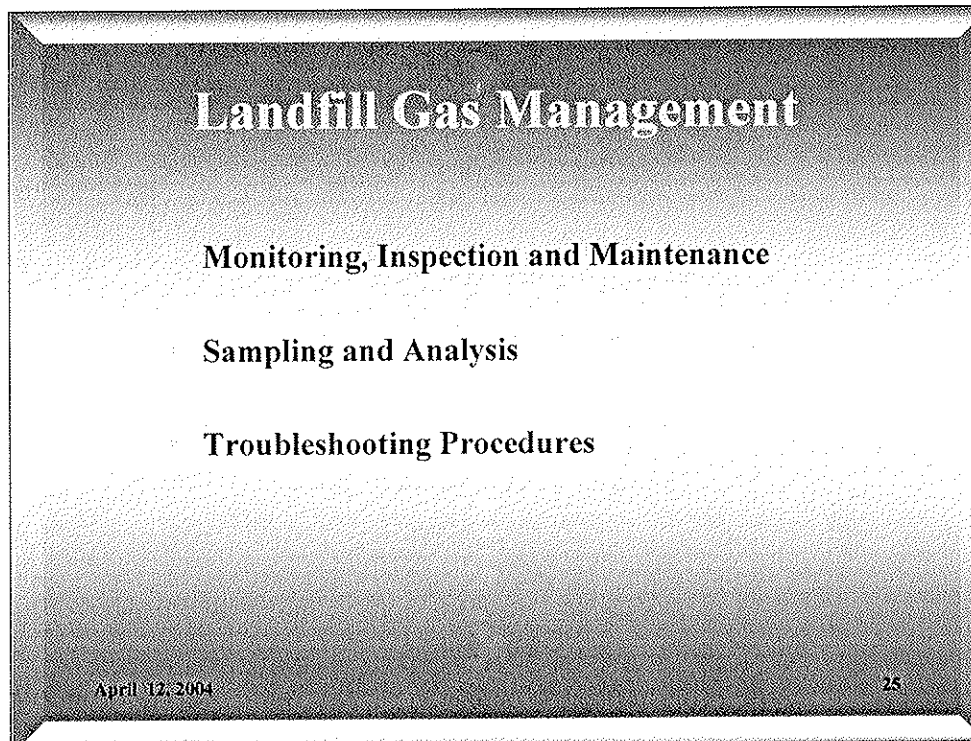 Landfill Gas Management
Monitoring, Inspection and Maintenance
Sampling and Analysis
Troubleshooting Procedures
April 12, 2004
25